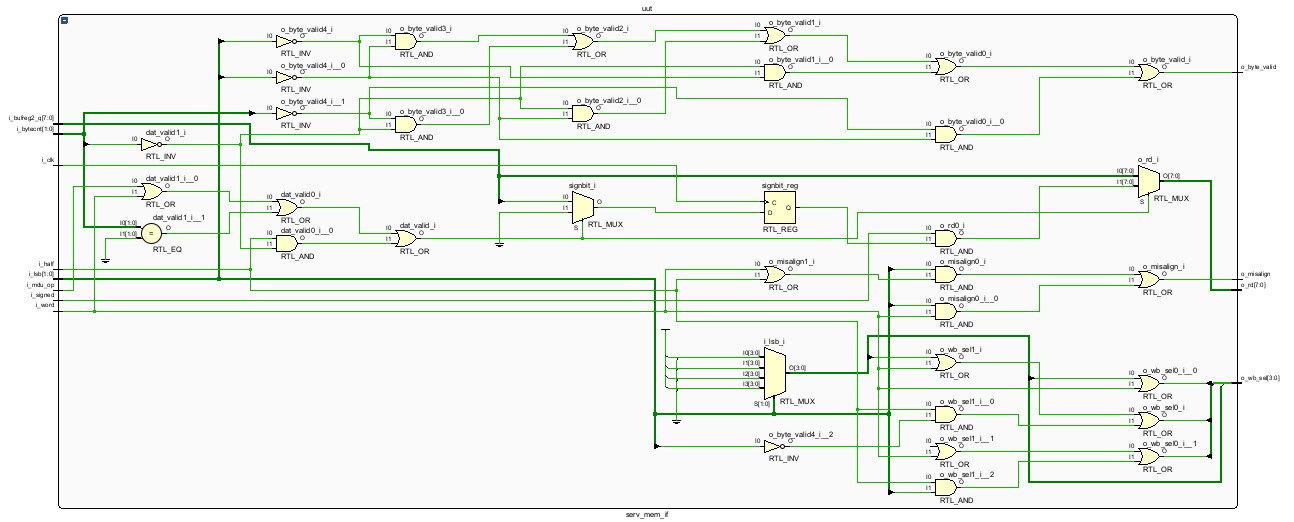 uut
o_byte_valid4_i
I0 O
RTL_INV
o_byte_valid3_i
I0 O
I1
RTL_AND
o_byte_valid2_i
I0 O
I1
RTL_OR
o_byte_valid1_i
I0 O
I1
RTL_OR
o_byte_valid0_i
I0 O
I1
RTL_OR
o_byte_valid_i
I0 O
I1
RTL_OR
o_byte_valid
o_byte_valid4_i__0
I0 O
RTL_INV
o_byte_valid1_i__0
I0 O
I1
RTL_AND
o_byte_valid4_i__1
I0 O
RTL_INV
o_byte_valid3_i__0
I0 O
I1
RTL_AND
o_byte_valid2_i__0
I0 O
I1
RTL_AND
o_byte_valid0_i__0
I0 O
I1
RTL_AND
i_bufreg2_q[7:0]
i_bytecnt[1:0]
dat_valid1_i
I0 O
RTL_INV
i_clk
dat_valid1_i__0
I0 O
I1
RTL_OR
dat_valid0_i
I0 O
I1
RTL_OR
signbit_i
I0 O
I1
S
RTL_MUX
signbit_reg
C
D Q
RTL_REG
o_rd_i
I0[7:0] O[7:0]
I1[7:0]
S
RTL_MUX
dat_valid1_i__1
I0[1:0] O
I1[1:0] =
RTL_EQ
dat_valid0_i__0
I0 O
I1
RTL_AND
dat_valid_i
I0 O
I1
RTL_OR
o_rd0_i
I0 O
I1
RTL_AND
i_half
i_lsb[1:0]
i_mdu_op
i_signed
i_word
o_misalign1_i
I0 O
I1
RTL_OR
o_misalign0_i
I0 O
I1
RTL_AND
o_misalign_i
I0 O
I1
RTL_OR
o_misalign
o_rd[7:0]
o_misalign0_i__0
I0 O
I1
RTL_AND
i_lsb_i
I0[3:0]
I1[3:0]
I2[3:0]
I3[3:0]
O[3:0]
S[1:0]
RTL_MUX
o_wb_sel1_i
I0 O
I1
RTL_OR
o_wb_sel0_i__0
I0 O
I1
RTL_OR
o_wb_sel[3:0]
o_wb_sel1_i__0
I0 O
I1
RTL_AND
o_wb_sel0_i
I0 O
I1
RTL_OR
o_byte_valid4_i__2
I0 O
RTL_INV
o_wb_sel1_i__1
I0 O
I1
RTL_OR
o_wb_sel0_i__1
I0 O
I1
RTL_OR
o_wb_sel1_i__2
I0 O
I1
RTL_AND
serv_mem_if